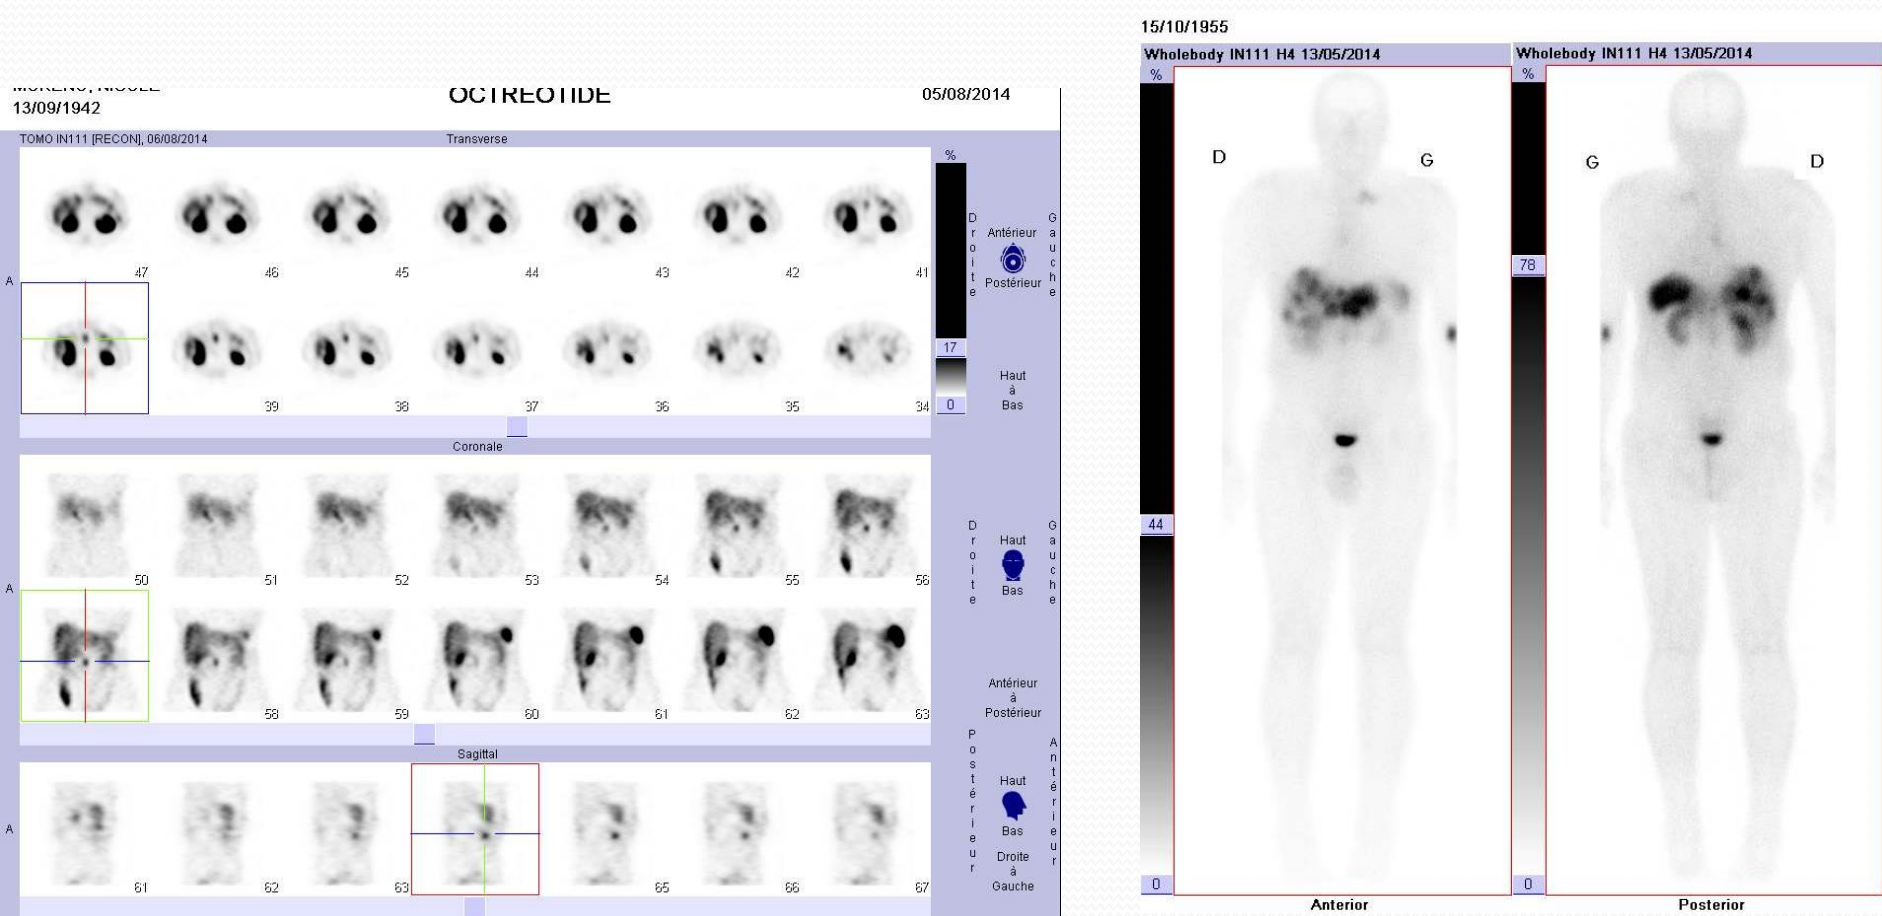 OCTREOTIDE
13/09/1942
05/08/2014
TOMO IN111 [RECON], 06/08/2014
Transverse
%
47 46 45 44 43 42 41
A
39 38 37 36 35 34
17
0
Droite
Gauche
Antérieur
Postérieur
Haut
à
Bas
Coronale
50 51 52 53 54 55 56
A
58 59 60 61 62 63
Droite
Gauche
Haut
Bas
Antérieur
à
Postérieur
Sagittal
A
61 62 63 65 66 67
Postérieur
Antérieur
Haut
Bas
Droite
à
Gauche
15/10/1955
Wholebody IN111 H4 13/05/2014
%
D
G
44
0
Anterior
Wholebody IN111 H4 13/05/2014
%
G
D
78
0
Posterior